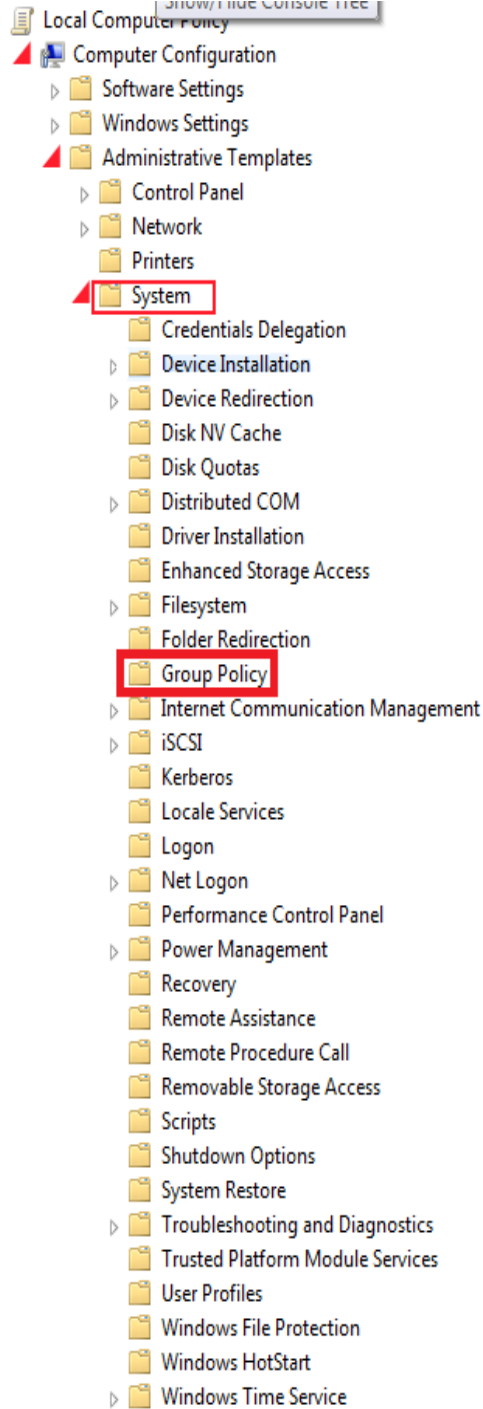 Show/Hide Console Tree
Local Computer Policy
Computer Configuration
Software Settings
Windows Settings
Administrative Templates
Control Panel
Network
Printers
System
Credentials Delegation
Device Installation
Device Redirection
Disk NV Cache
Disk Quotas
Distributed COM
Driver Installation
Enhanced Storage Access
Filesystem
Folder Redirection
Group Policy
Internet Communication Management
iSCSI
Kerberos
Locale Services
Logon
Net Logon
Performance Control Panel
Power Management
Recovery
Remote Assistance
Remote Procedure Call
Removable Storage Access
Scripts
Shutdown Options
System Restore
Troubleshooting and Diagnostics
Trusted Platform Module Services
User Profiles
Windows File Protection
Windows HotStart
Windows Time Service